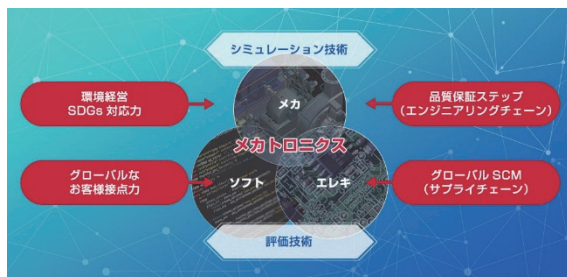 シミュレーション技術
環境経営
SDGs 対応力
メカ
品質保証ステップ
(エンジニアリングチェーン)
メカトロニクス
グローバルな
お客様接点力
ソフト
エレキ
グローバル SCM
(サプライチェーン)
評価技術